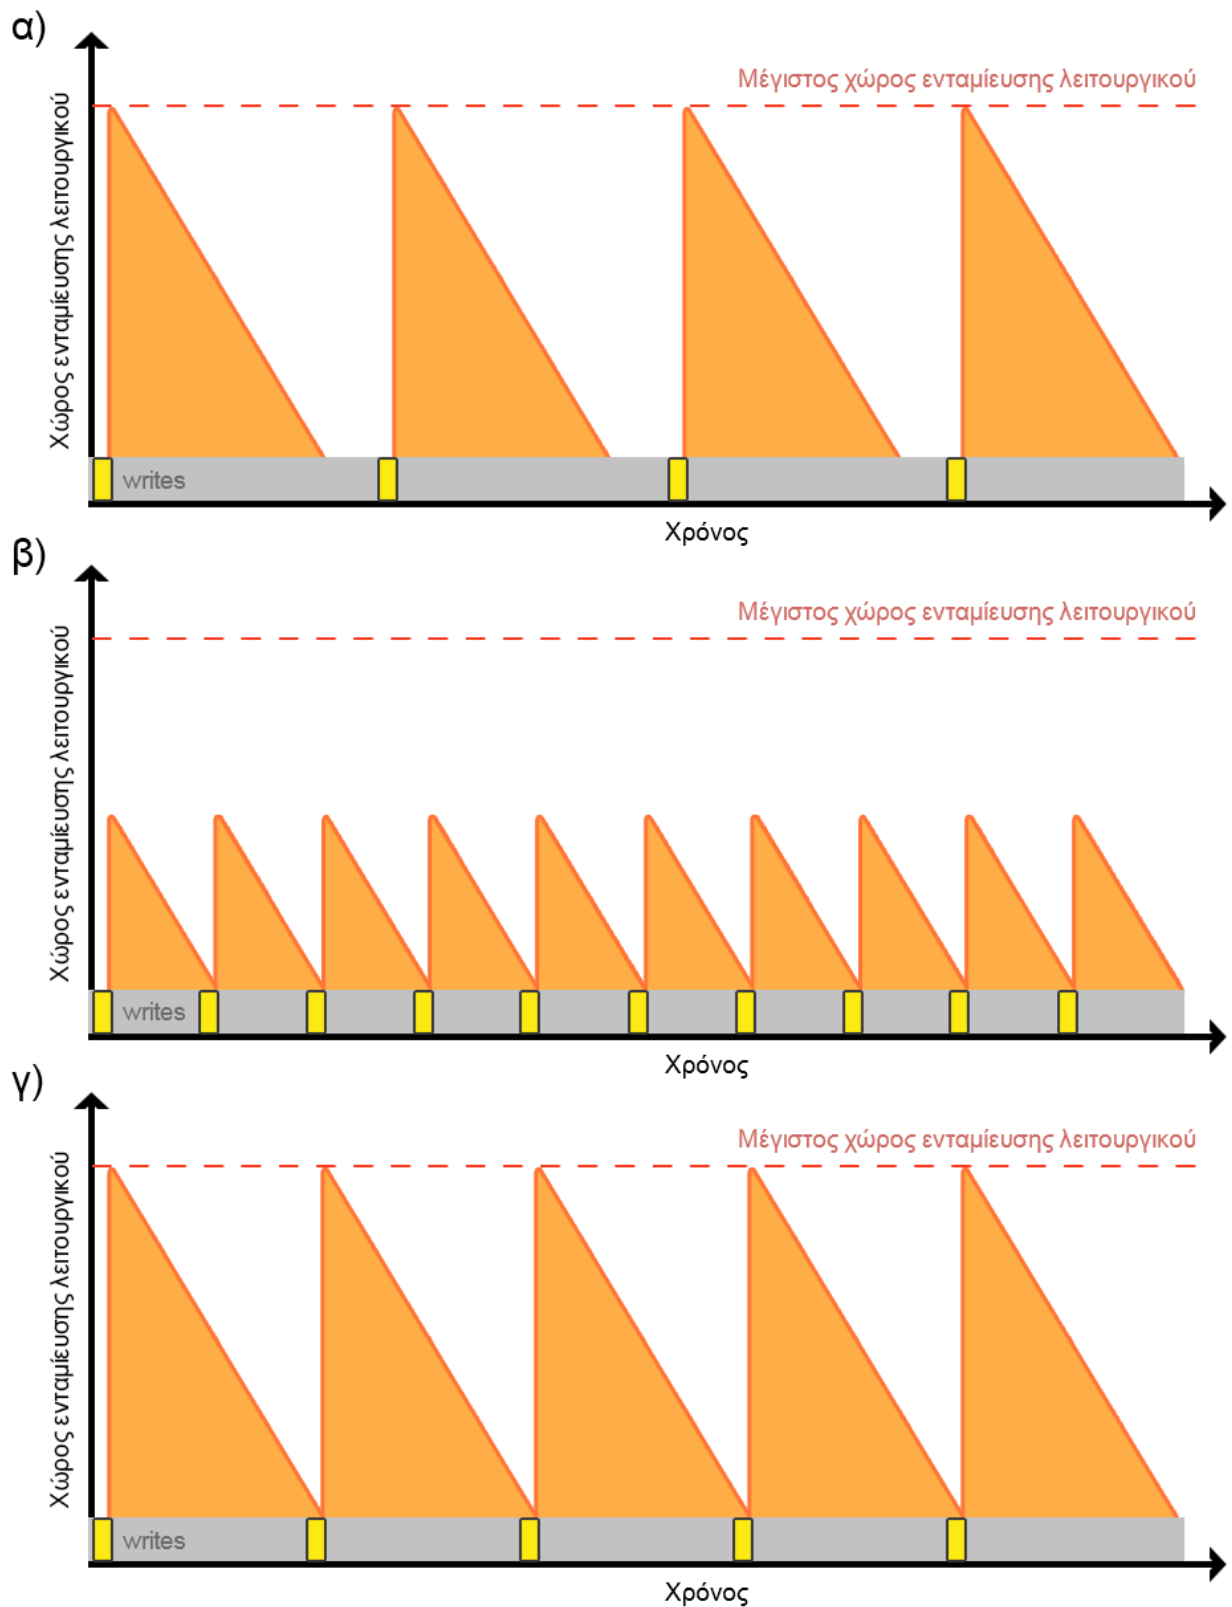 α)
Μέγιστος χώρος ενταμίευσης λειτουργικού
Χώρος ενταμίευσης λειτουργικού
writes
Χρόνος
β)
Μέγιστος χώρος ενταμίευσης λειτουργικού
Χώρος ενταμίευσης λειτουργικού
writes
Χρόνος
γ)
Μέγιστος χώρος ενταμίευσης λειτουργικού
Χώρος ενταμίευσης λειτουργικού
writes
Χρόνος